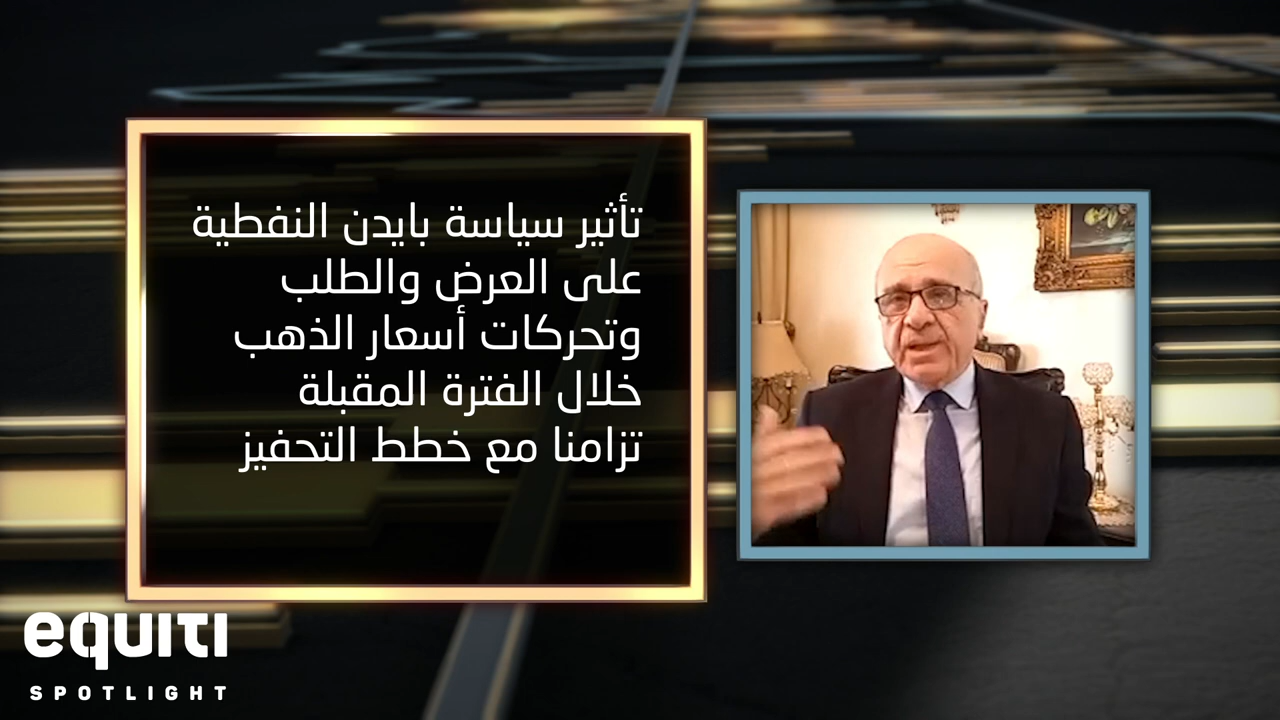 تأثير سياسة بايدن النفطية
على العرض والطلب
وتحركات أسعار الذهب
خلال الفترة المقبلة
تزامنا مع خطط التحفيز
equiti
SPOTLIGHT